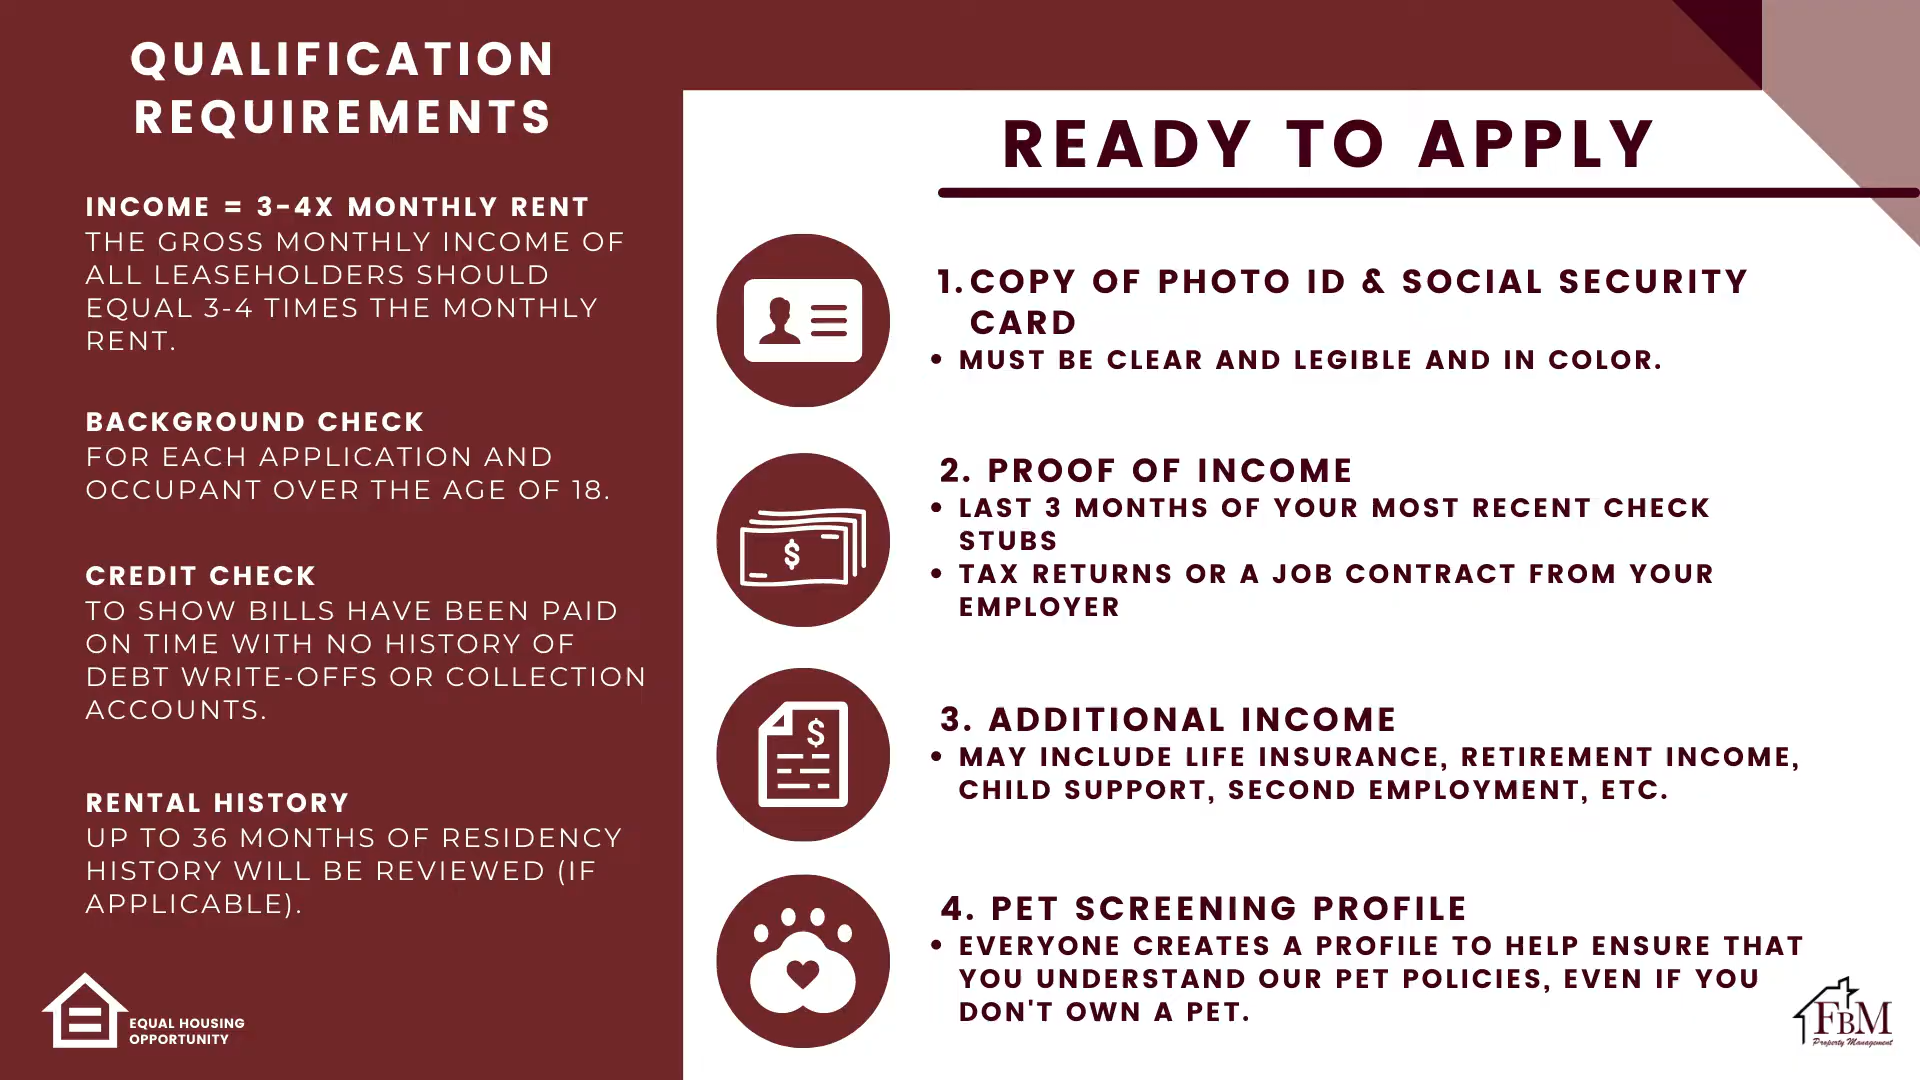 QUALIFICATION
REQUIREMENTS
INCOME = 3-4X MONTHLY RENT
THE GROSS MONTHLY INCOME OF
ALL LEASEHOLDERS SHOULD
EQUAL 3-4 TIMES THE MONTHLY
RENT.
BACKGROUND CHECK
FOR EACH APPLICATION AND
OCCUPANT OVER THE AGE OF 18.
CREDIT CHECK
TO SHOW BILLS HAVE BEEN PAID
ON TIME WITH NO HISTORY OF
DEBT WRITE-OFFS OR COLLECTION
ACCOUNTS.
RENTAL HISTORY
UP TO 36 MONTHS OF RESIDENCY
HISTORY WILL BE REVIEWED (IF
APPLICABLE).
EQUAL HOUSING
OPPORTUNITY
READY TO APPLY
1. COPY OF PHOTO ID & SOCIAL SECURITY
CARD
• MUST BE CLEAR AND LEGIBLE AND IN COLOR.
2. PROOF OF INCOME
• LAST 3 MONTHS OF YOUR MOST RECENT CHECK
STUBS
• TAX RETURNS OR A JOB CONTRACT FROM YOUR
EMPLOYER
$
3. ADDITIONAL INCOME
• MAY INCLUDE LIFE INSURANCE, RETIREMENT INCOME,
CHILD SUPPORT, SECOND EMPLOYMENT, ETC.
$
4. PET SCREENING PROFILE
• EVERYONE CREATES A PROFILE TO HELP ENSURE THAT
YOU UNDERSTAND OUR PET POLICIES, EVEN IF YOU
DON'T OWN A PET.
FBM
Property Management